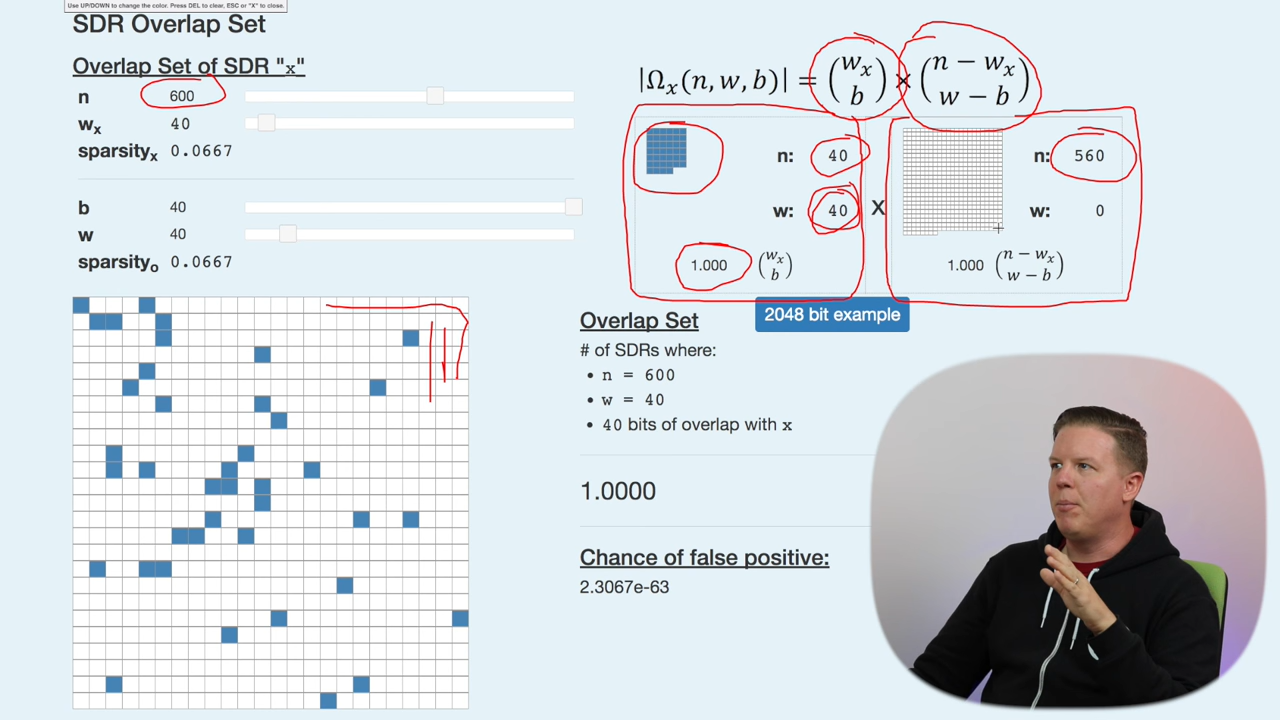 Use UP/DOWN to change the color. Press DEL to clear, ESC or "X" to close.
SDR Overlap Set
Overlap Set of SDR "x"
n 600
wx 40
sparsityx 0.0667
b 40
w 40
sparsityo 0.0667
|Ωx(n, w, b)| = (wx b) × (n − wx w − b)
n: 40
w: 40
1.000 (wx b)
X
n: 560
w: 0
1.000 (n − wx w − b)
2048 bit example
Overlap Set
# of SDRs where:
• n = 600
• w = 40
• 40 bits of overlap with x
1.0000
Chance of false positive:
2.3067e-63